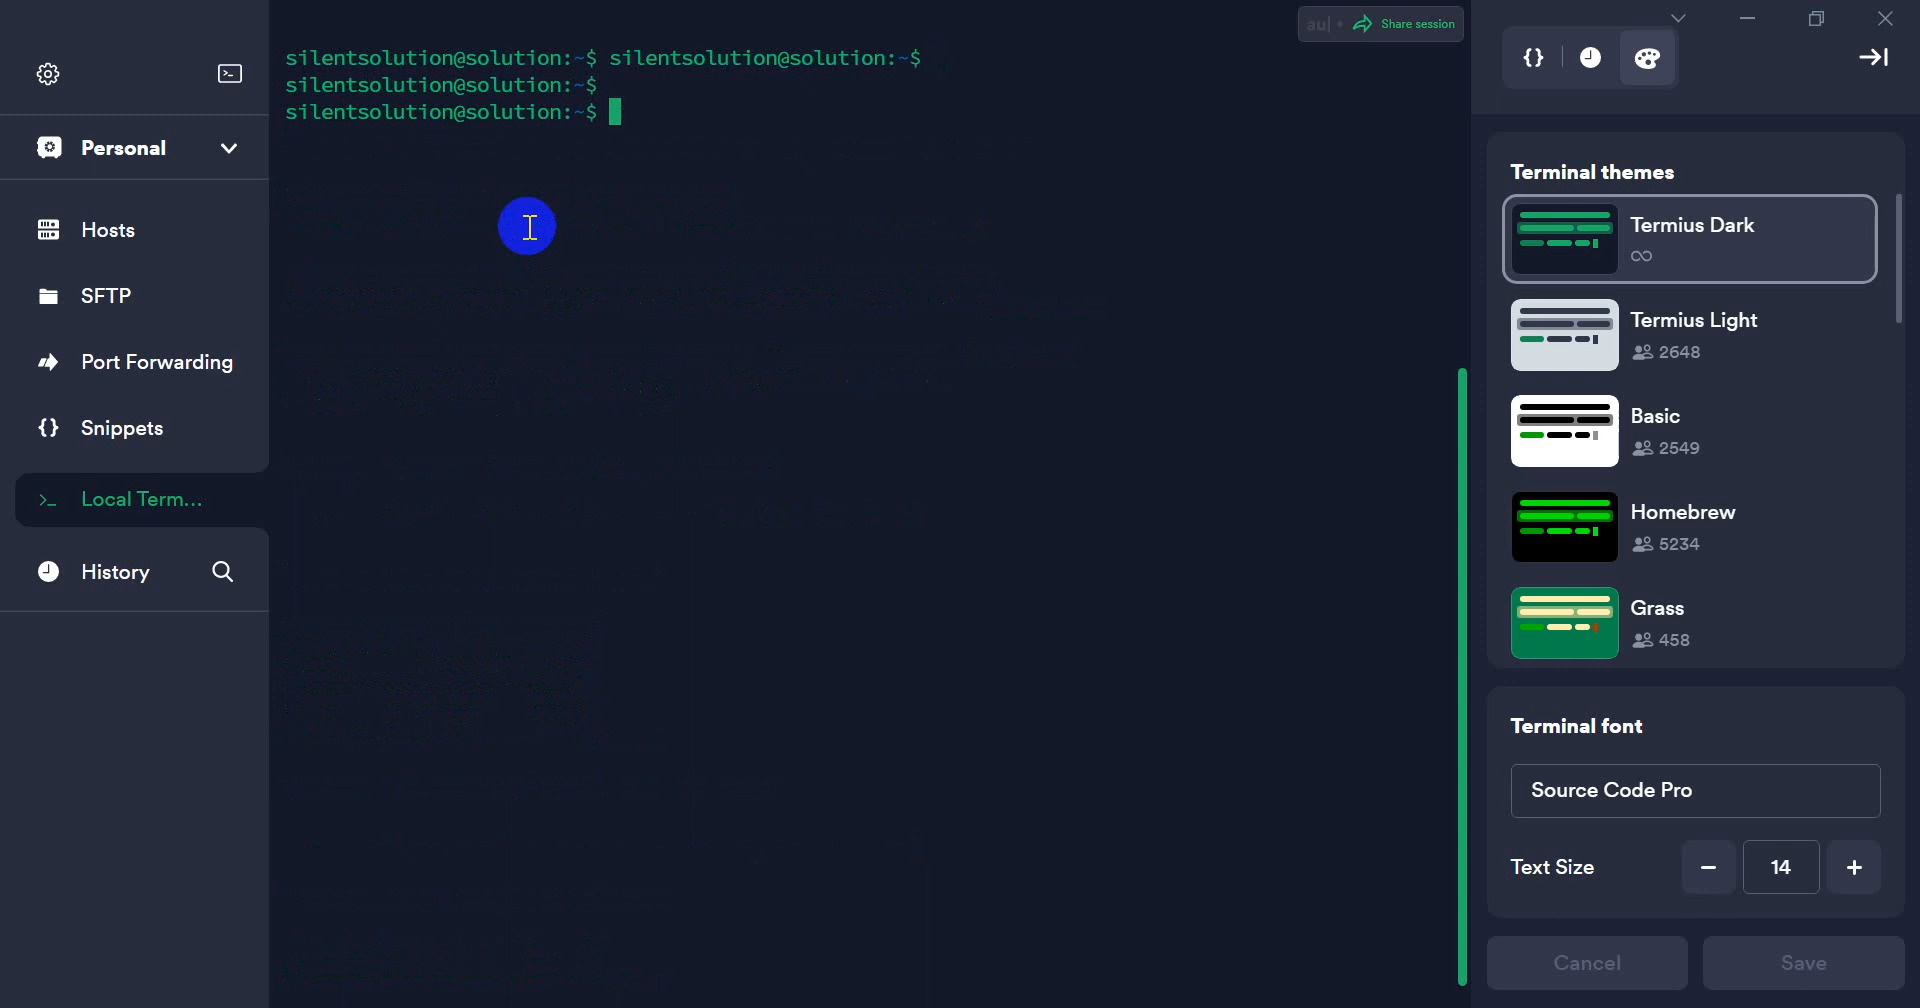 Share session
silentsolution@solution:~$ silentsolution@solution:~$
silentsolution@solution:~$
silentsolution@solution:~$
Personal
Hosts
SFTP
Port Forwarding
Snippets
Local Term...
History
Terminal themes
Termius Dark
∞
Termius Light
2648
Basic
2549
Homebrew
5234
Grass
458
Terminal font
Source Code Pro
Text Size - 14 +
Cancel Save